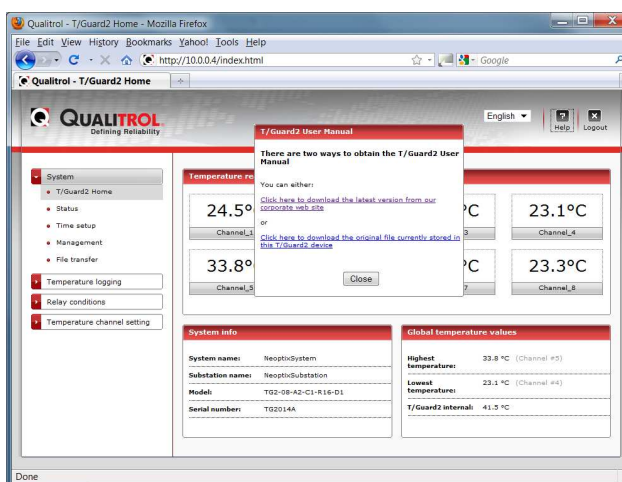 Qualitrol - T/Guard2 Home - Mozilla Firefox
File Edit View History Bookmarks Yahoo! Tools Help
http://10.0.0.4/index.html
Google
Qualitrol - T/Guard2 Home
QUALITROL
Defining Reliability
English
Help
Logout
T/Guard2 User Manual
There are two ways to obtain the T/Guard2 User
Manual
You can either:
Click here to download the latest version from our
corporate web site
or
Click here to download the original file currently stored in
this T/Guard2 device
Close
System
T/Guard2 Home
Status
Time setup
Management
File transfer
Temperature logging
Relay conditions
Temperature channel setting
Temperature re
24.5°
°C
23.1°C
Channel_1
3
Channel_4
33.8°
°C
23.3°C
Channel_5
7
Channel_8
System info
System name: NeoptixSystem
Substation name: NeoptixSubstation
Model: TG2-08-A2-C1-R16-D1
Serial number: TG2014A
Global temperature values
Highest
temperature: 33.8 °C (Channel #5)
Lowest
temperature: 23.1 °C (Channel #4)
T/Guard2 internal: 41.5 °C
Done